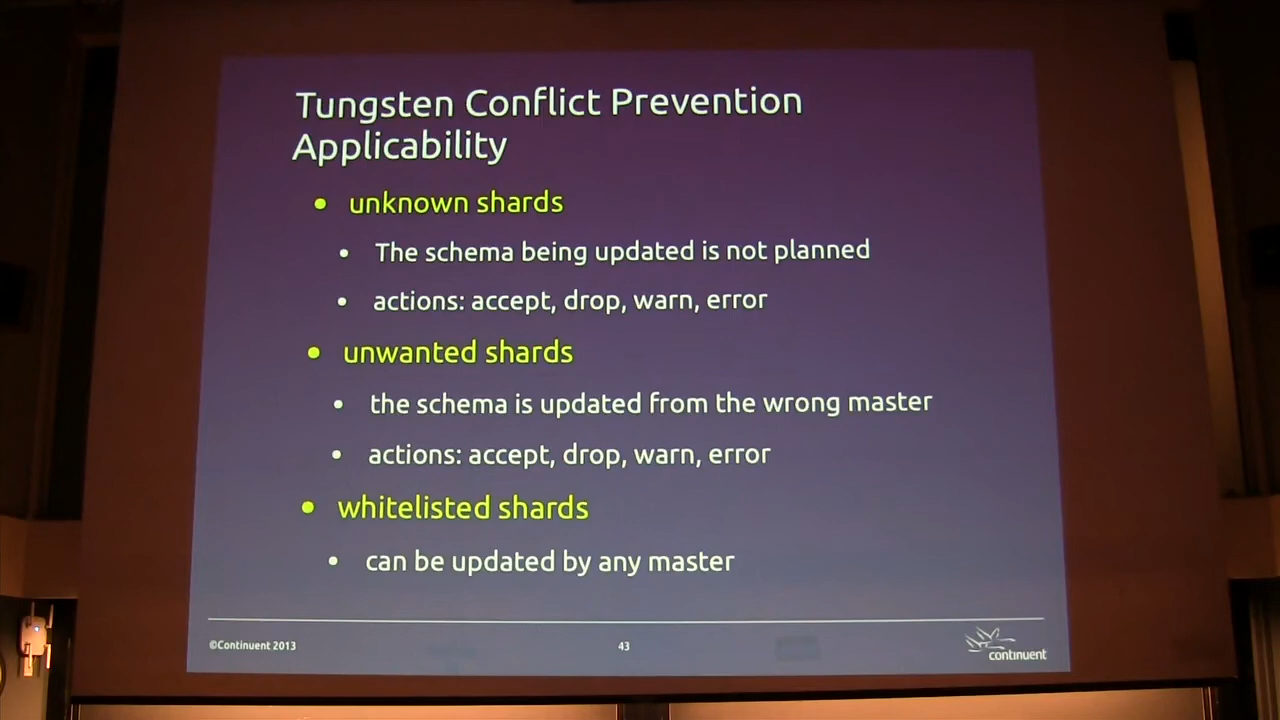 Tungsten Conflict Prevention
Applicability
• unknown shards
• The schema being updated is not planned
• actions: accept, drop, warn, error
• unwanted shards
• the schema is updated from the wrong master
• actions: accept, drop, warn, error
• whitelisted shards
• can be updated by any master
©Continuent 2013
43
continuent